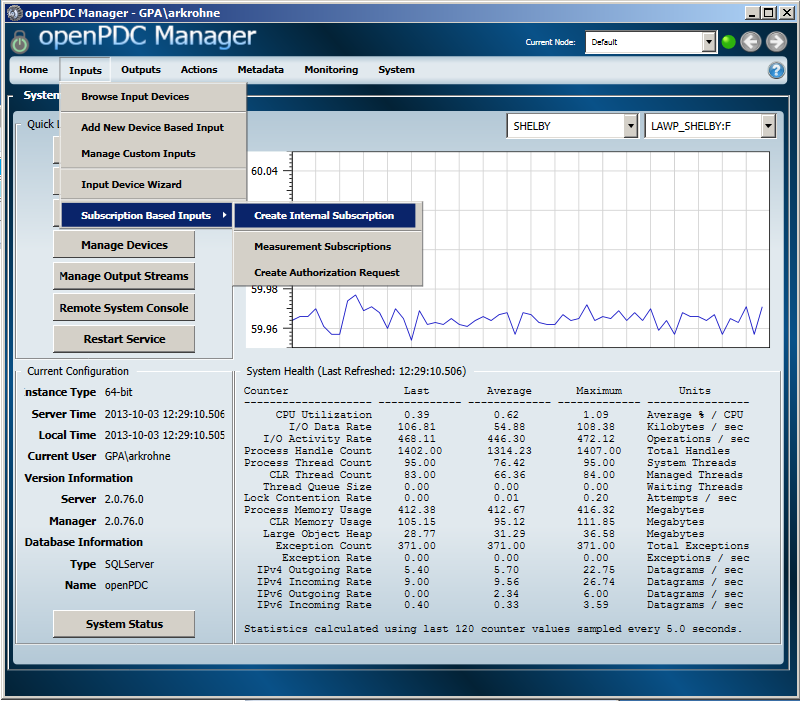 openPDC Manager - GPA\arkrohne
openPDC Manager
Current Node: Default
Home Inputs Outputs Actions Metadata Monitoring System
System
Quick L
Browse Input Devices
Add New Device Based Input
Manage Custom Inputs
Input Device Wizard
Subscription Based Inputs
Create Internal Subscription
Measurement Subscriptions
Create Authorization Request
SHELBY LAWP_SHELBY:F
60.04
59.98
59.96
Manage Devices
Manage Output Streams
Remote System Console
Restart Service
Current Configuration
nstance Type 64-bit
Server Time 2013-10-03 12:29:10.506
Local Time 2013-10-03 12:29:10.505
Current User GPA\arkrohne
Version Information
Server 2.0.76.0
Manager 2.0.76.0
Database Information
Type SQLServer
Name openPDC
System Status
System Health (Last Refreshed: 12:29:10.506)
Counter Last Average Maximum Units
CPU Utilization 0.39 0.62 1.09 Average % / CPU
I/O Data Rate 106.81 54.88 108.38 Kilobytes / sec
I/O Activity Rate 468.11 446.30 472.12 Operations / sec
Process Handle Count 1402.00 1314.23 1407.00 Total Handles
Process Thread Count 95.00 76.42 95.00 System Threads
CLR Thread Count 83.00 66.36 84.00 Managed Threads
Thread Queue Size 0.00 0.00 0.00 Waiting Threads
Lock Contention Rate 0.00 0.01 0.20 Attempts / sec
Process Memory Usage 412.38 412.67 416.32 Megabytes
CLR Memory Usage 105.15 95.12 111.85 Megabytes
Large Object Heap 28.77 31.29 36.58 Megabytes
Exception Count 371.00 371.00 371.00 Total Exceptions
Exception Rate 0.00 0.00 0.00 Exceptions / sec
IPv4 Outgoing Rate 5.40 5.70 22.75 Datagrams / sec
IPv4 Incoming Rate 9.00 9.56 26.74 Datagrams / sec
IPv6 Outgoing Rate 0.00 2.34 6.00 Datagrams / sec
IPv6 Incoming Rate 0.40 0.33 3.59 Datagrams / sec
Statistics calculated using last 120 counter values sampled every 5.0 seconds.